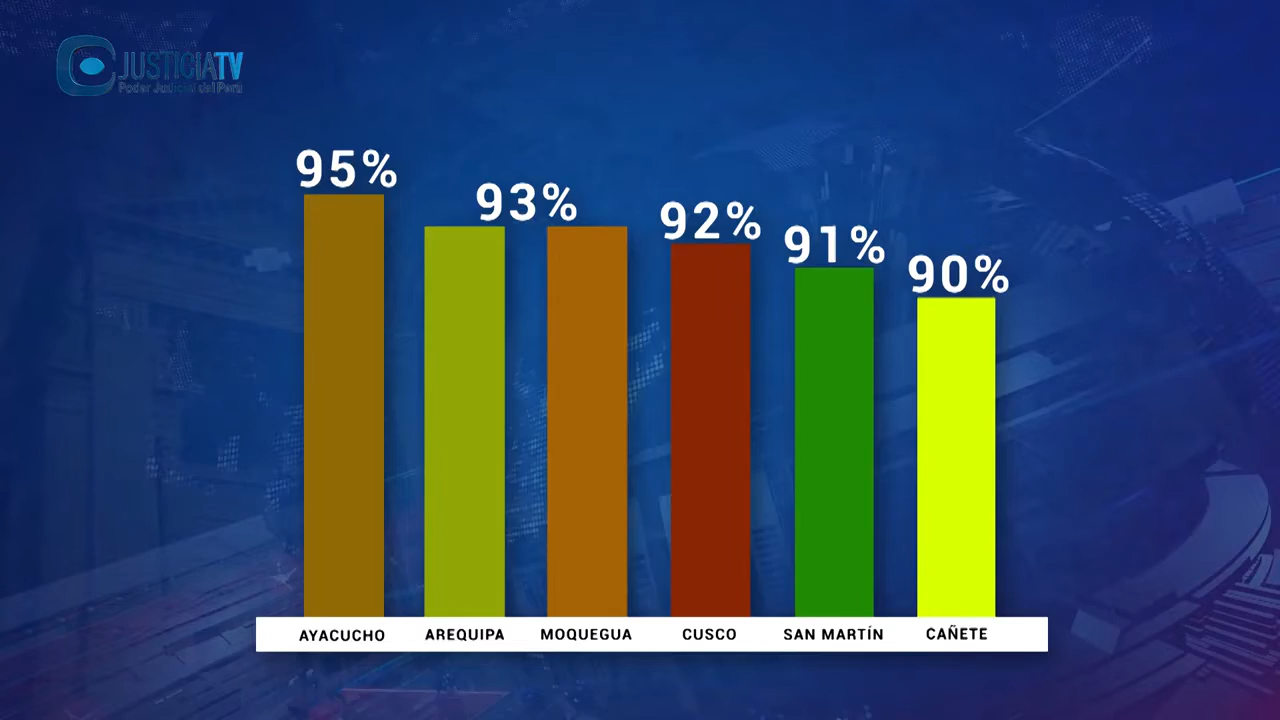 JUSTICIATV
Poder Judicial del Perú
95%
93%
92%
91%
90%
AYACUCHO
AREQUIPA
MOQUEGUA
CUSCO
SAN MARTÍN
CAÑETE